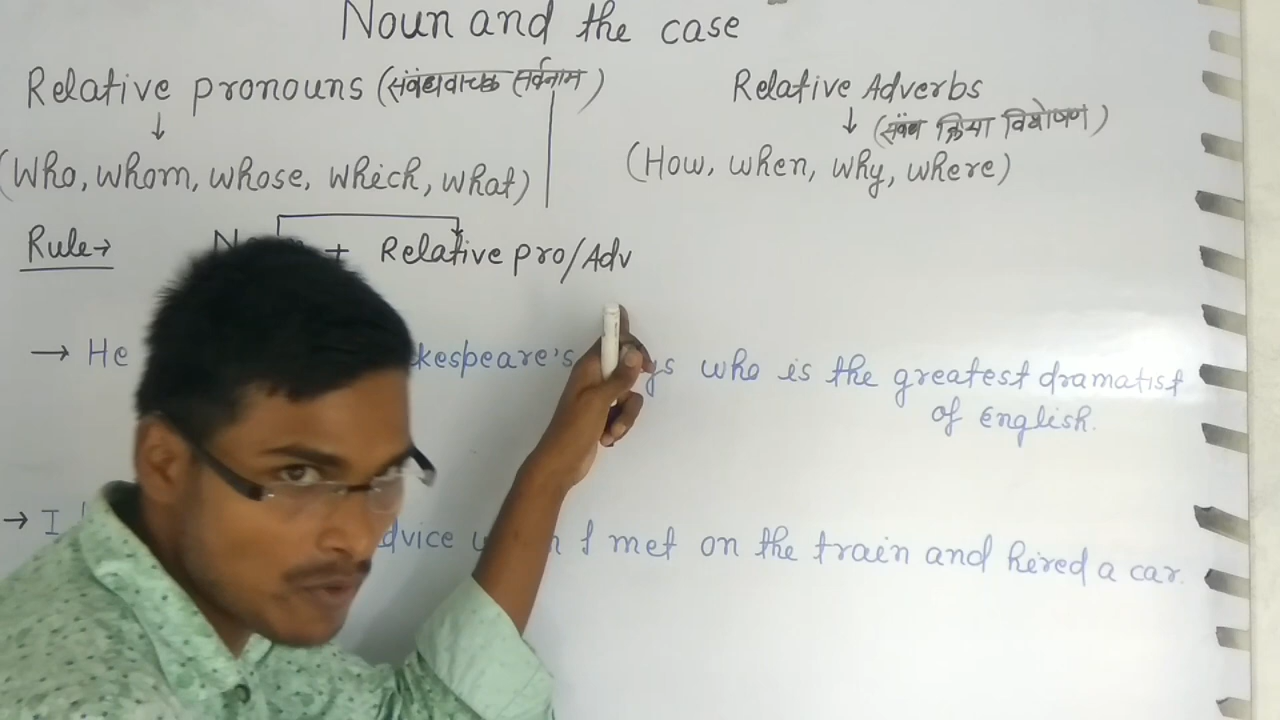 Noun and the case
Relative pronouns (संबंधवाचक सर्वनाम)
Relative Adverbs
(संबंध क्रिया विशेषण)
(Who, whom, whose, which, what)
(How, when, why, where)
Rule→ + Relative pro/Adv
→ He who is the greatest dramatist
of English.
→ I I met on the train and hired a car.